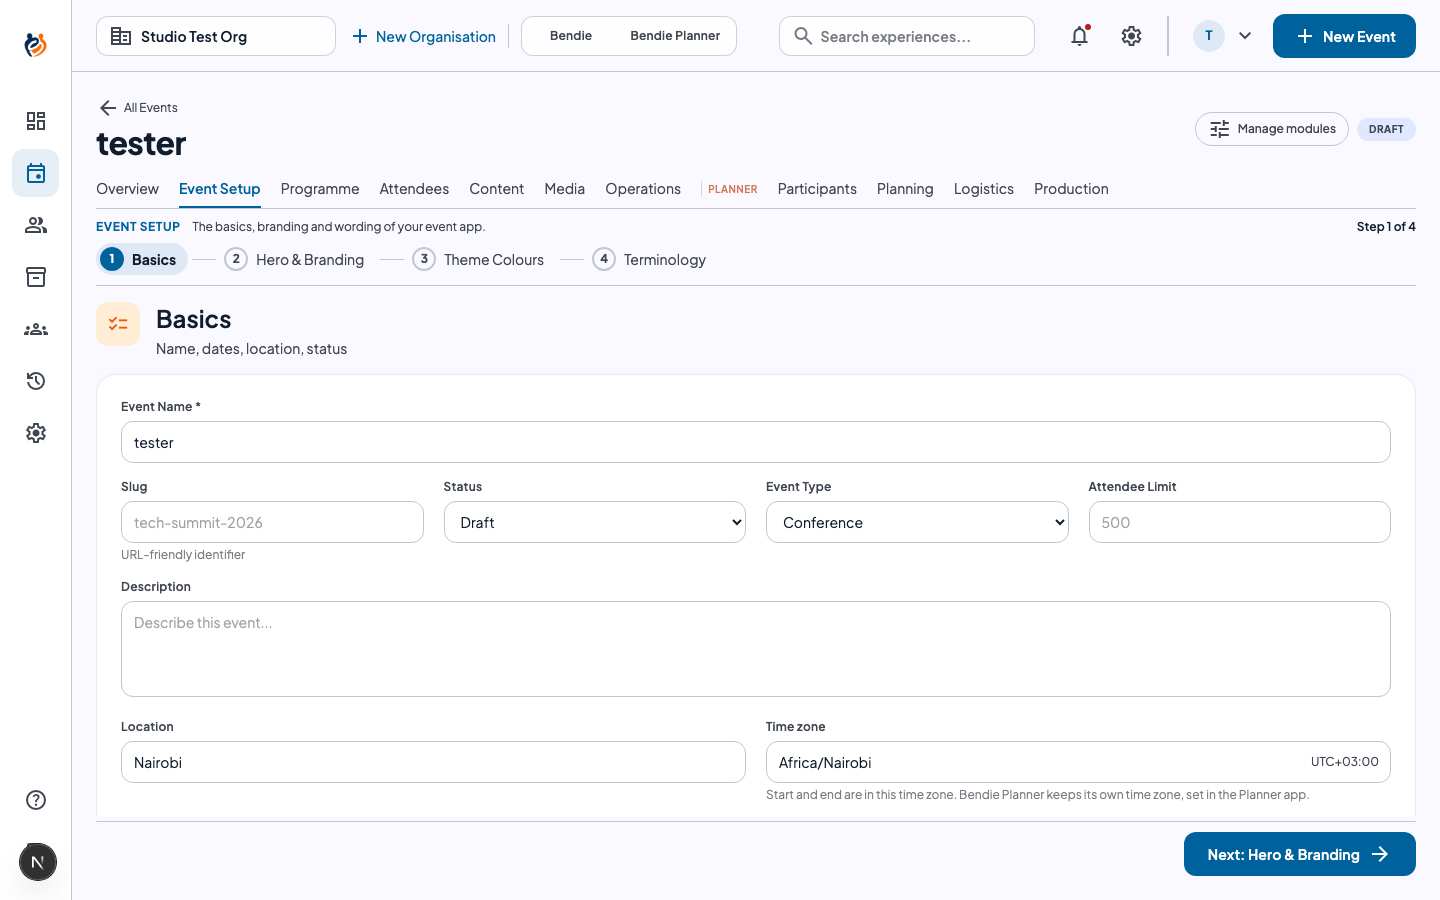 Studio Test Org
New Organisation
Bendie
Bendie Planner
Search experiences...
T
New Event
All Events
tester
Manage modules
DRAFT
Overview
Event Setup
Programme
Attendees
Content
Media
Operations
PLANNER
Participants
Planning
Logistics
Production
EVENT SETUP
The basics, branding and wording of your event app.
Step 1 of 4
1 Basics
2 Hero & Branding
3 Theme Colours
4 Terminology
Basics
Name, dates, location, status
Event Name *
tester
Slug
Status
Event Type
Attendee Limit
tech-summit-2026
Draft
Conference
500
URL-friendly identifier
Description
Describe this event...
Location
Time zone
Nairobi
Africa/Nairobi
UTC+03:00
Start and end are in this time zone. Bendie Planner keeps its own time zone, set in the Planner app.
N
Next: Hero & Branding